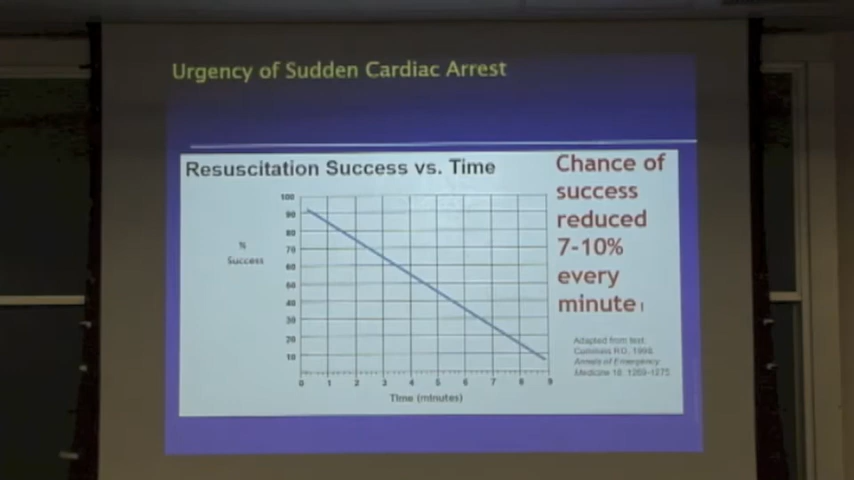 Urgency of Sudden Cardiac Arrest
Resuscitation Success vs. Time
Chance of
success
reduced
7-10%
every
minute!
%
Success
100
90
80
70
60
50
40
30
20
10
0 1 2 3 4 5 6 7 8 9
Time (minutes)
Adapted from text:
Cummins RO, 1998.
Annals of Emergency
Medicine 18: 1269-1275.